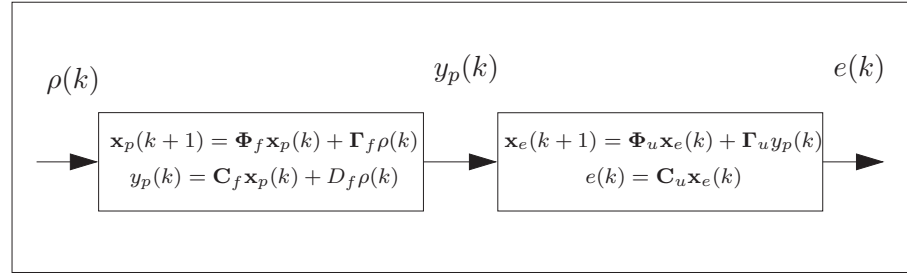 ρ(k)
y_p(k)
e(k)
𝐱_p(k + 1) = 𝚽_f 𝐱_p(k) + 𝚪_f ρ(k)
y_p(k) = 𝐂_f 𝐱_p(k) + D_f ρ(k)
𝐱_e(k + 1) = 𝚽_u 𝐱_e(k) + 𝚪_u y_p(k)
e(k) = 𝐂_u 𝐱_e(k)